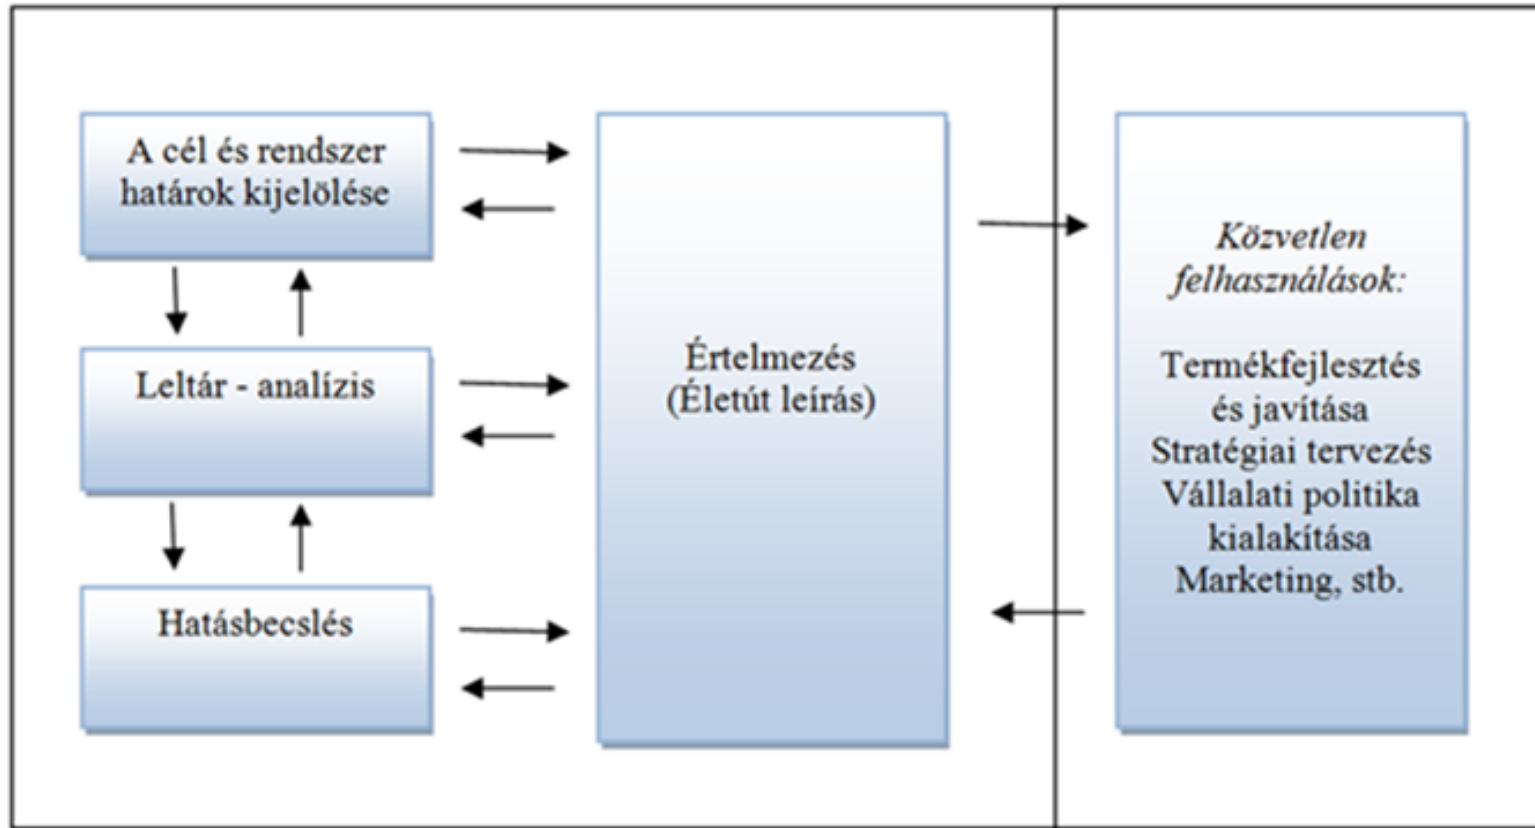 A cél és rendszer
határok kijelölése
Leltár - analízis
Hatásbecslés
Értelmezés
(Életút leírás)
Közvetlen
felhasználások:
Termékfejlesztés
és javítása
Stratégiai tervezés
Vállalati politika
kialakítása
Marketing, stb.